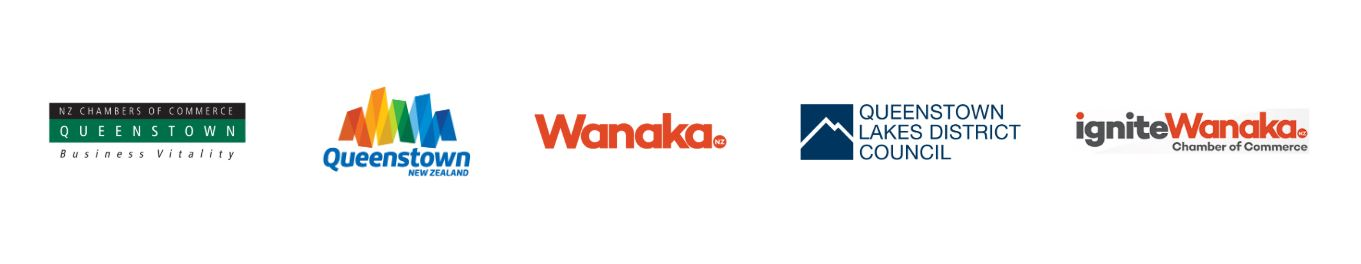 NZ CHAMBERS OF COMMERCE
QUEENSTOWN
Business Vitality
Queenstown
NEW ZEALAND
Wanaka
NZ
QUEENSTOWN
LAKES DISTRICT
COUNCIL
igniteWanaka
NZ
Chamber of Commerce